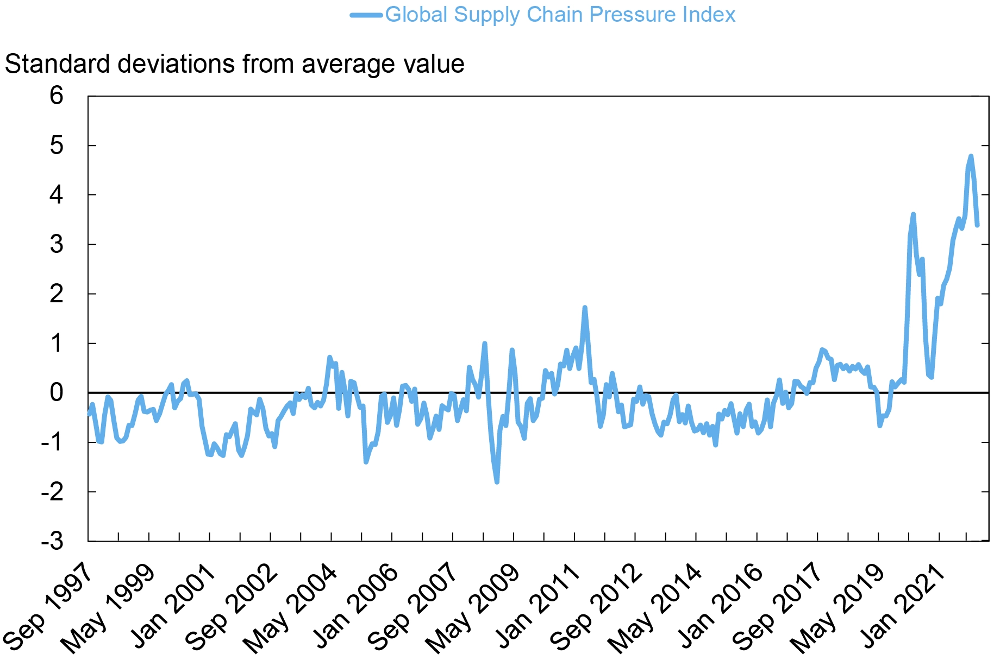 Global Supply Chain Pressure Index
Standard deviations from average value
6
5
4
3
2
1
0
-1
-2
-3
Sep 1997
May 1999
Jan 2001
Sep 2002
May 2004
Jan 2006
Sep 2007
May 2009
Jan 2011
Sep 2012
May 2014
Jan 2016
Sep 2017
May 2019
Jan 2021